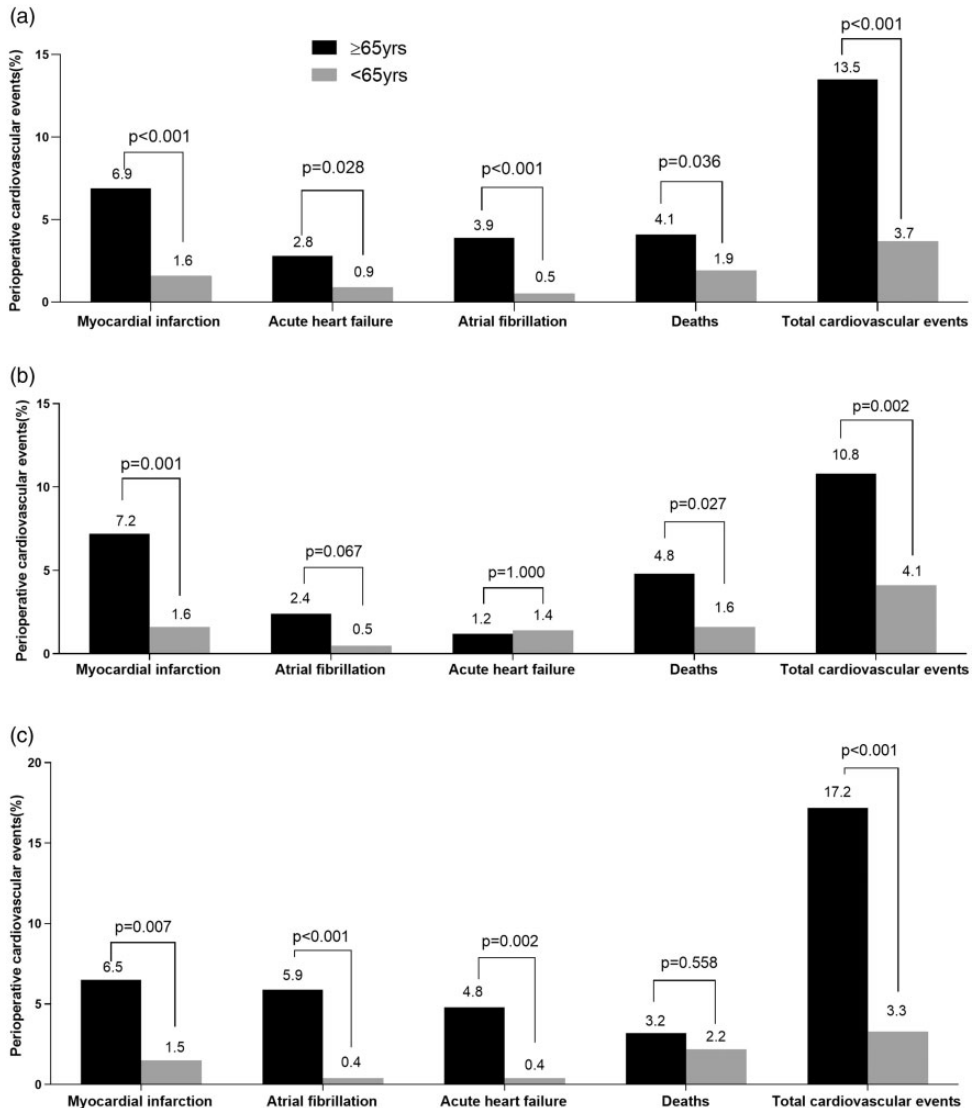 (a)
Perioperative cardiovascular events(%)
≥65yrs
<65yrs
15
10
5
0
p<0.001
6.9
1.6
p=0.028
2.8
0.9
p<0.001
3.9
0.5
p=0.036
4.1
1.9
p<0.001
13.5
3.7
Myocardial infarction
Acute heart failure
Atrial fibrillation
Deaths
Total cardiovascular events
(b)
Perioperative cardiovascular events(%)
15
10
5
0
p=0.001
7.2
1.6
p=0.067
2.4
0.5
p=1.000
1.2
1.4
p=0.027
4.8
1.6
p=0.002
10.8
4.1
Myocardial infarction
Atrial fibrillation
Acute heart failure
Deaths
Total cardiovascular events
(c)
Perioperative cardiovascular events(%)
20
15
10
5
0
p=0.007
6.5
1.5
p<0.001
5.9
0.4
p=0.002
4.8
0.4
p=0.558
3.2
2.2
p<0.001
17.2
3.3
Myocardial infarction
Atrial fibrillation
Acute heart failure
Deaths
Total cardiovascular events